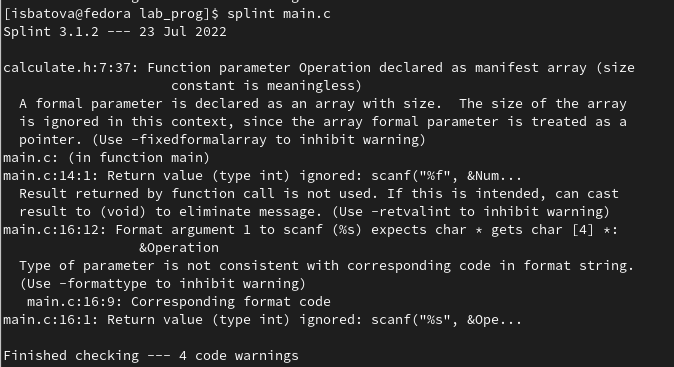 [isbatova@fedora lab_prog]$ splint main.c
Splint 3.1.2 --- 23 Jul 2022
calculate.h:7:37: Function parameter Operation declared as manifest array (size
constant is meaningless)
A formal parameter is declared as an array with size.  The size of the array
is ignored in this context, since the array formal parameter is treated as a
pointer. (Use -fixedformalarray to inhibit warning)
main.c: (in function main)
main.c:14:1: Return value (type int) ignored: scanf("%f", &Num...
Result returned by function call is not used. If this is intended, can cast
result to (void) to eliminate message. (Use -retvalint to inhibit warning)
main.c:16:12: Format argument 1 to scanf (%s) expects char * gets char [4] *:
&Operation
Type of parameter is not consistent with corresponding code in format string.
(Use -formattype to inhibit warning)
main.c:16:9: Corresponding format code
main.c:16:1: Return value (type int) ignored: scanf("%s", &Ope...
Finished checking --- 4 code warnings